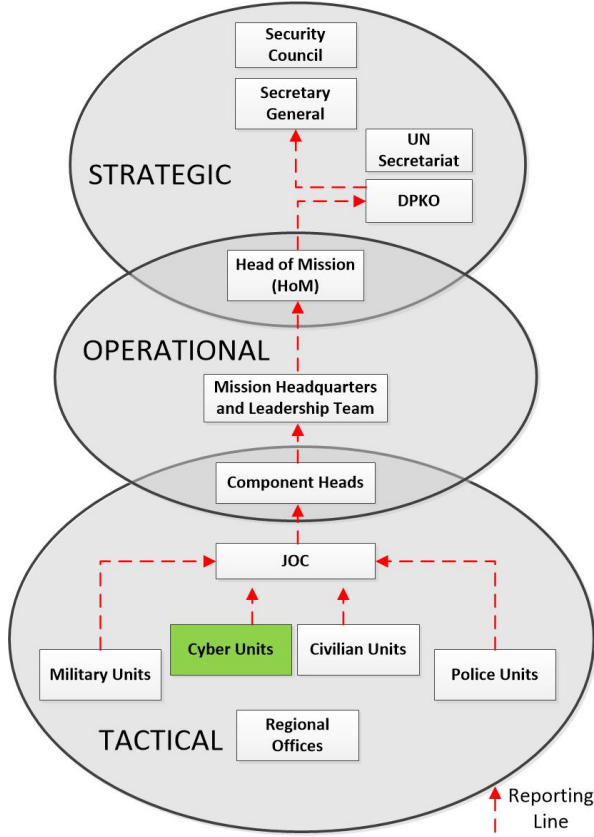 Security
Council
Secretary
General
UN
Secretariat
STRATEGIC
DPKO
Head of Mission
(HoM)
OPERATIONAL
Mission Headquarters
and Leadership Team
Component Heads
JOC
Cyber Units
Civilian Units
Military Units
Police Units
Regional
Offices
TACTICAL
Reporting
Line